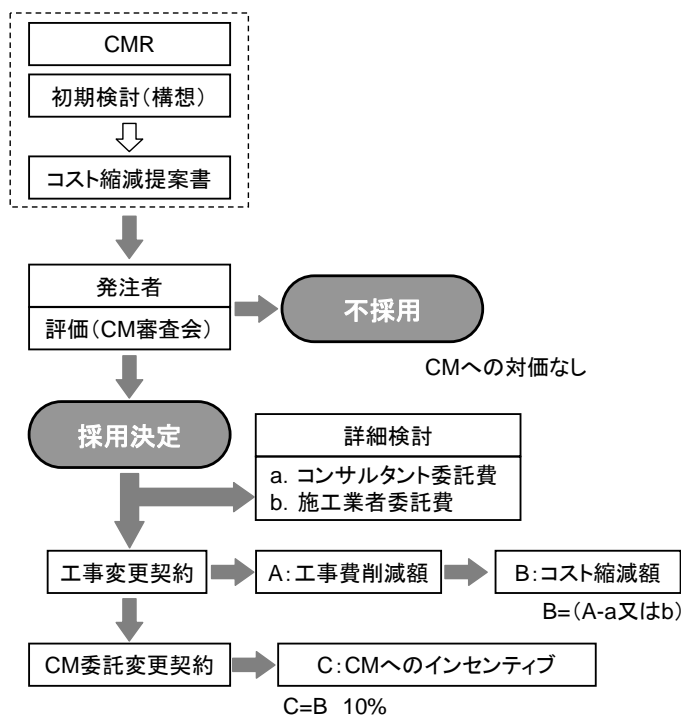 CMR
初期検討(構想)
コスト縮減提案書
発注者
評価(CM審査会)
不採用
CMへの対価なし
採用決定
詳細検討
a. コンサルタント委託費
b. 施工業者委託費
工事変更契約
A:工事費削減額
B:コスト縮減額
B=(A-a又はb)
CM委託変更契約
C:CMへのインセンティブ
C=B 10%